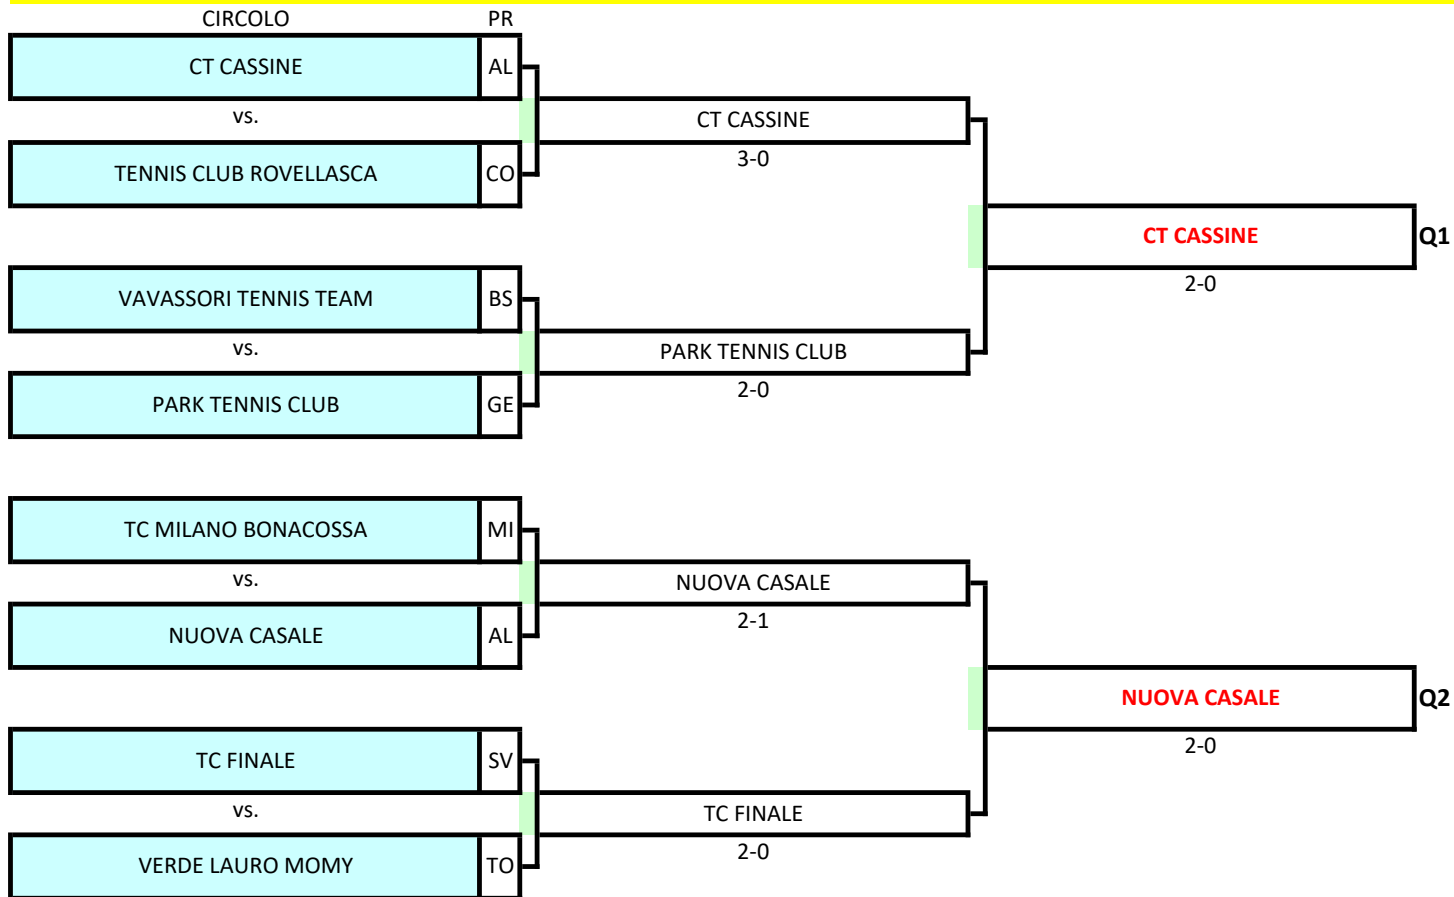 CIRCOLO PR
CT CASSINE AL
vs.
CT CASSINE
TENNIS CLUB ROVELLASCA CO
3-0
CT CASSINE Q1
2-0
VAVASSORI TENNIS TEAM BS
vs.
PARK TENNIS CLUB
PARK TENNIS CLUB GE
2-0
TC MILANO BONACOSSA MI
vs.
NUOVA CASALE
NUOVA CASALE AL
2-1
NUOVA CASALE Q2
2-0
TC FINALE SV
vs.
TC FINALE
VERDE LAURO MOMY TO
2-0